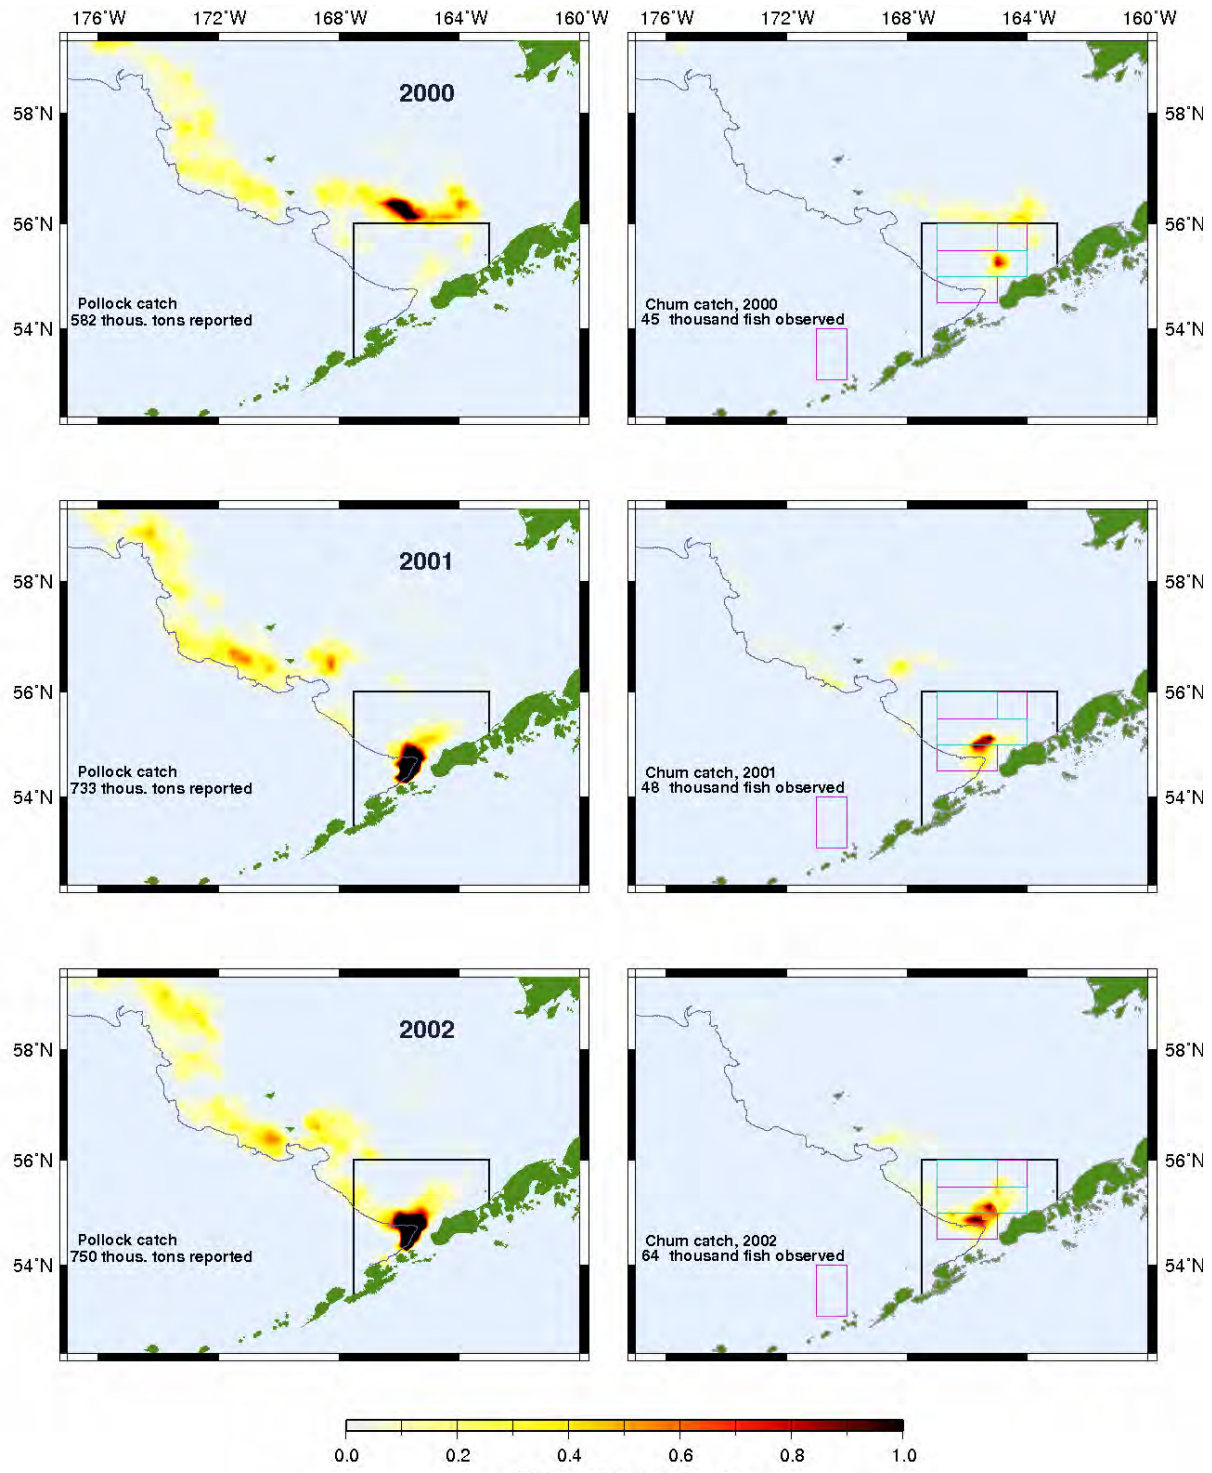 176°W 172°W 168°W 164°W 160°W 176°W 172°W 168°W 164°W 160°W
2000
58°N 58°N
56°N 56°N
Pollock catch
582 thous. tons reported
Chum catch, 2000
45 thousand fish observed
54°N 54°N
2001
58°N 58°N
56°N 56°N
Pollock catch
733 thous. tons reported
Chum catch, 2001
48 thousand fish observed
54°N 54°N
2002
58°N 58°N
56°N 56°N
Pollock catch
750 thous. tons reported
Chum catch, 2002
64 thousand fish observed
54°N 54°N
0.0 0.2 0.4 0.6 0.8 1.0